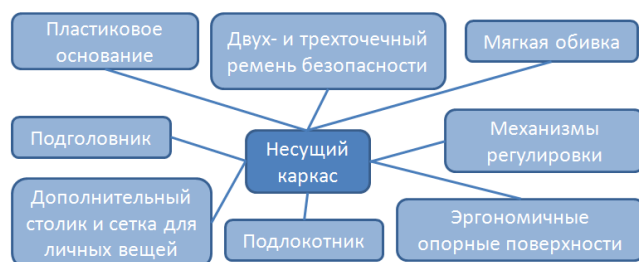 Пластиковое
основание
Двух- и трехточечный
ремень безопасности
Мягкая обивка
Подголовник
Несущий
каркас
Механизмы
регулировки
Дополнительный
столик и сетка для
личных вещей
Подлокотник
Эргономичные
опорные поверхности